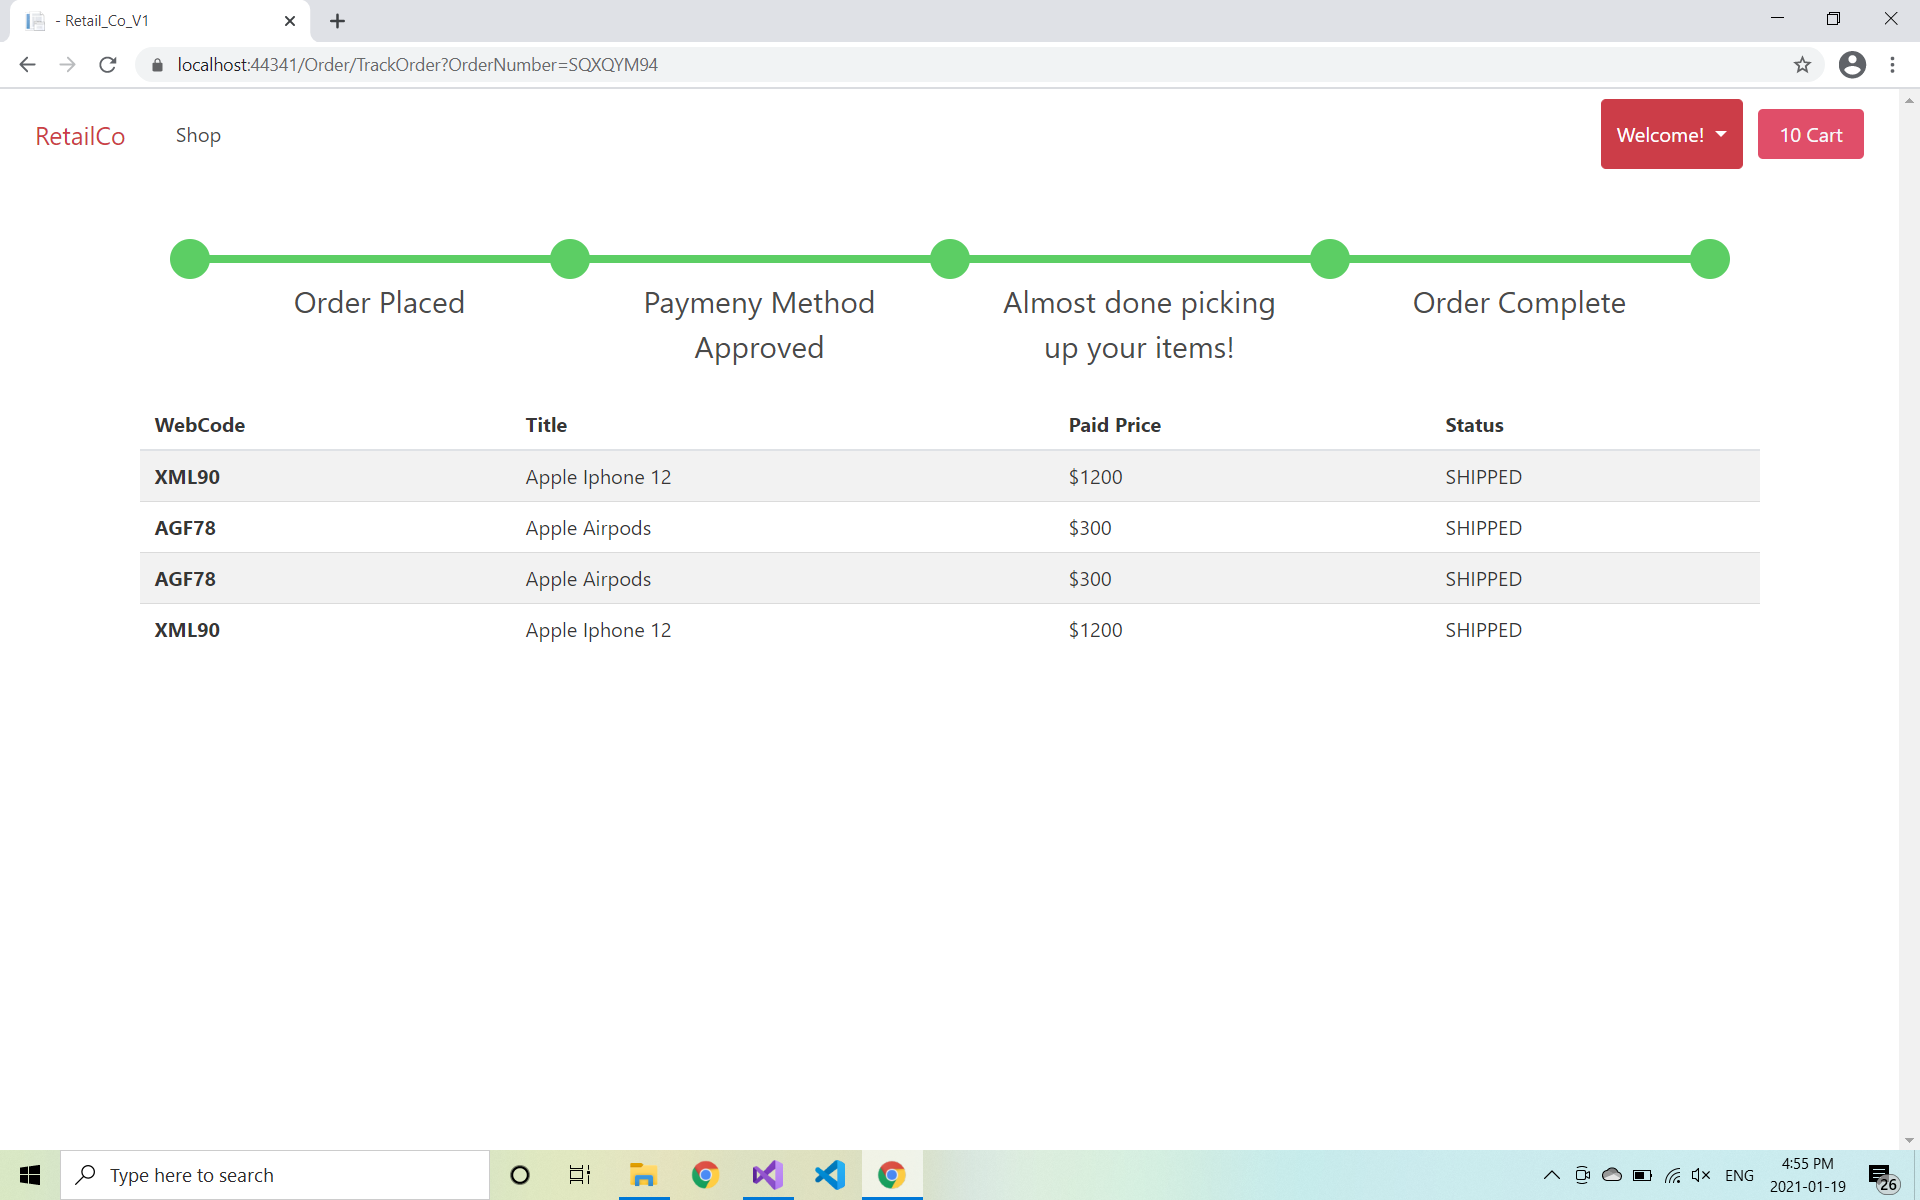 - Retail_Co_V1
localhost:44341/Order/TrackOrder?OrderNumber=SQXQYM94
RetailCo Shop Welcome! 10 Cart
Order Placed Paymeny Method Almost done picking Order Complete
Approved up your items!
WebCode Title Paid Price Status
XML90 Apple Iphone 12 $1200 SHIPPED
AGF78 Apple Airpods $300 SHIPPED
AGF78 Apple Airpods $300 SHIPPED
XML90 Apple Iphone 12 $1200 SHIPPED
Type here to search ENG 4:55 PM
2021-01-19 26